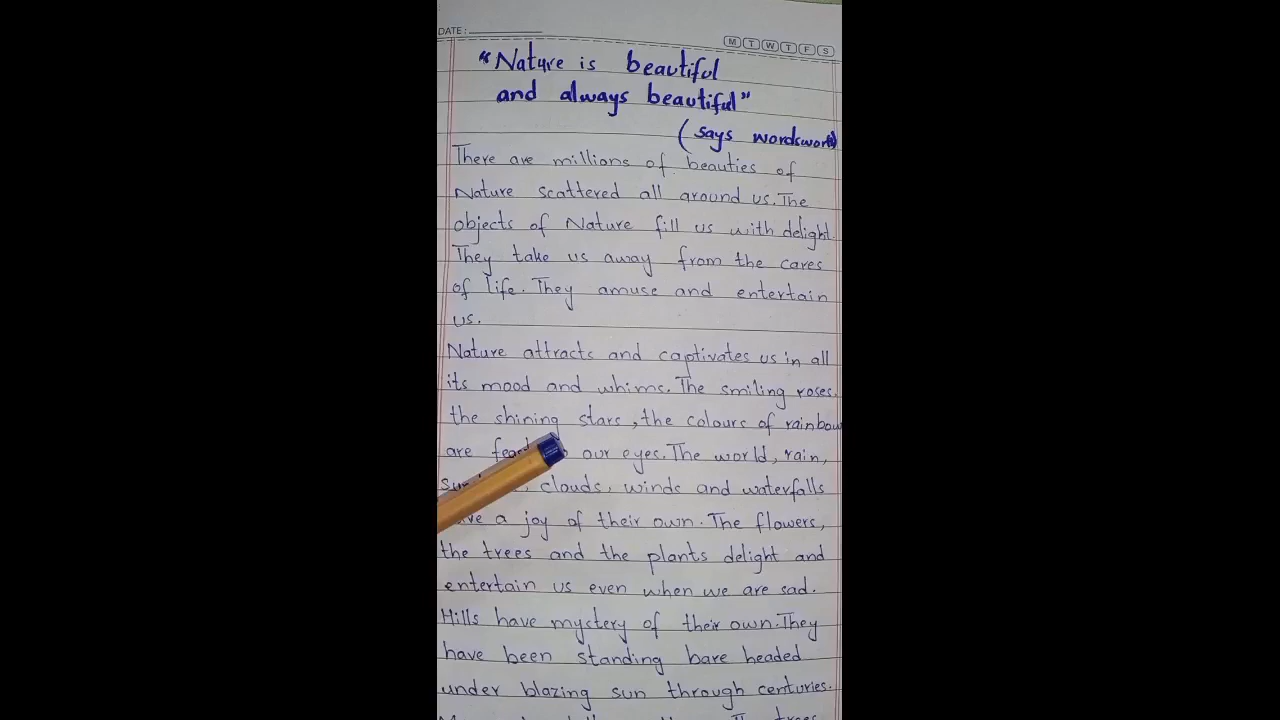 DATE:
M T W T F S
"Nature is beautiful
and always beautiful"
(says wordsworth)
There are millions of beauties of
Nature scattered all around us. The
objects of Nature fill us with delight.
They take us away from the cares
of life. They amuse and entertain
us.
Nature attracts and captivates us in all
its mood and whims. The smiling roses.
the shining stars, the colours of rainbow
are our eyes. The world, rain,
clouds, winds and waterfalls
a joy of their own. The flowers,
the trees and the plants delight and
entertain us even when we are sad.
Hills have mystery of their own. They
have been standing bare headed
under blazing sun through centuries.
trees